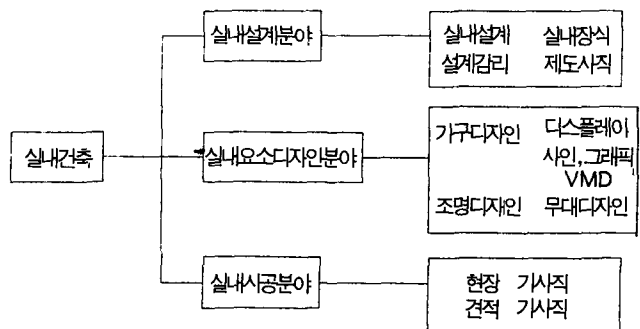 실내설계분야
실내설계 실내장식
설계감리 제도사직
실내건축
실내요소디자인분야
가구디자인 디스플레이
사인,그래픽
VMD
조명디자인 무대디자인
실내시공분야
현장 기사직
견적 기사직